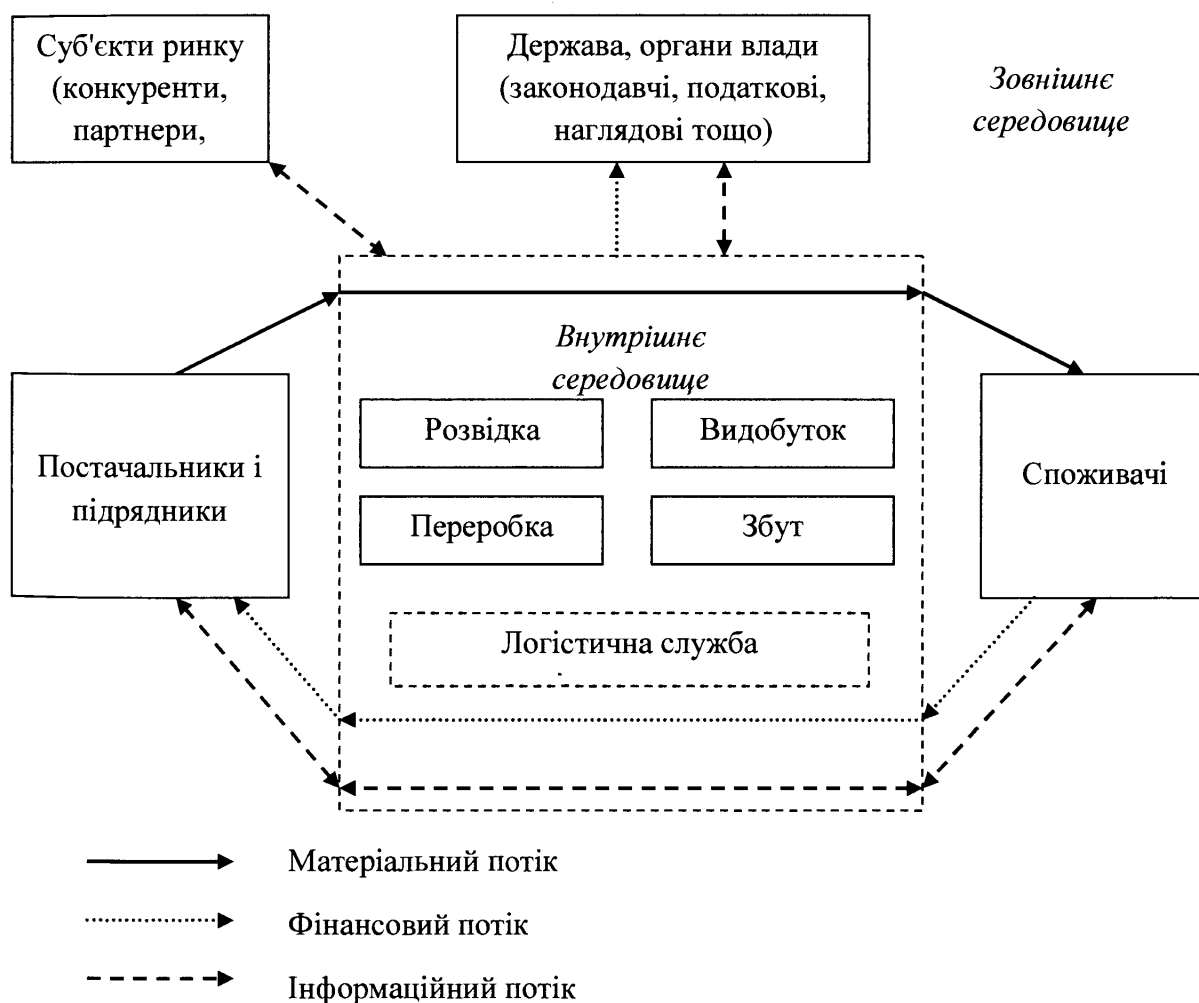 Суб'єкти ринку
(конкуренти,
партнери,
Держава, органи влади
(законодавчі, податкові,
наглядові тощо)
Зовнішнє
середовище
Внутрішнє
середовище
Розвідка
Видобуток
Постачальники і
підрядники
Переробка
Збут
Споживачі
Логістична служба
Матеріальний потік
Фінансовий потік
Інформаційний потік